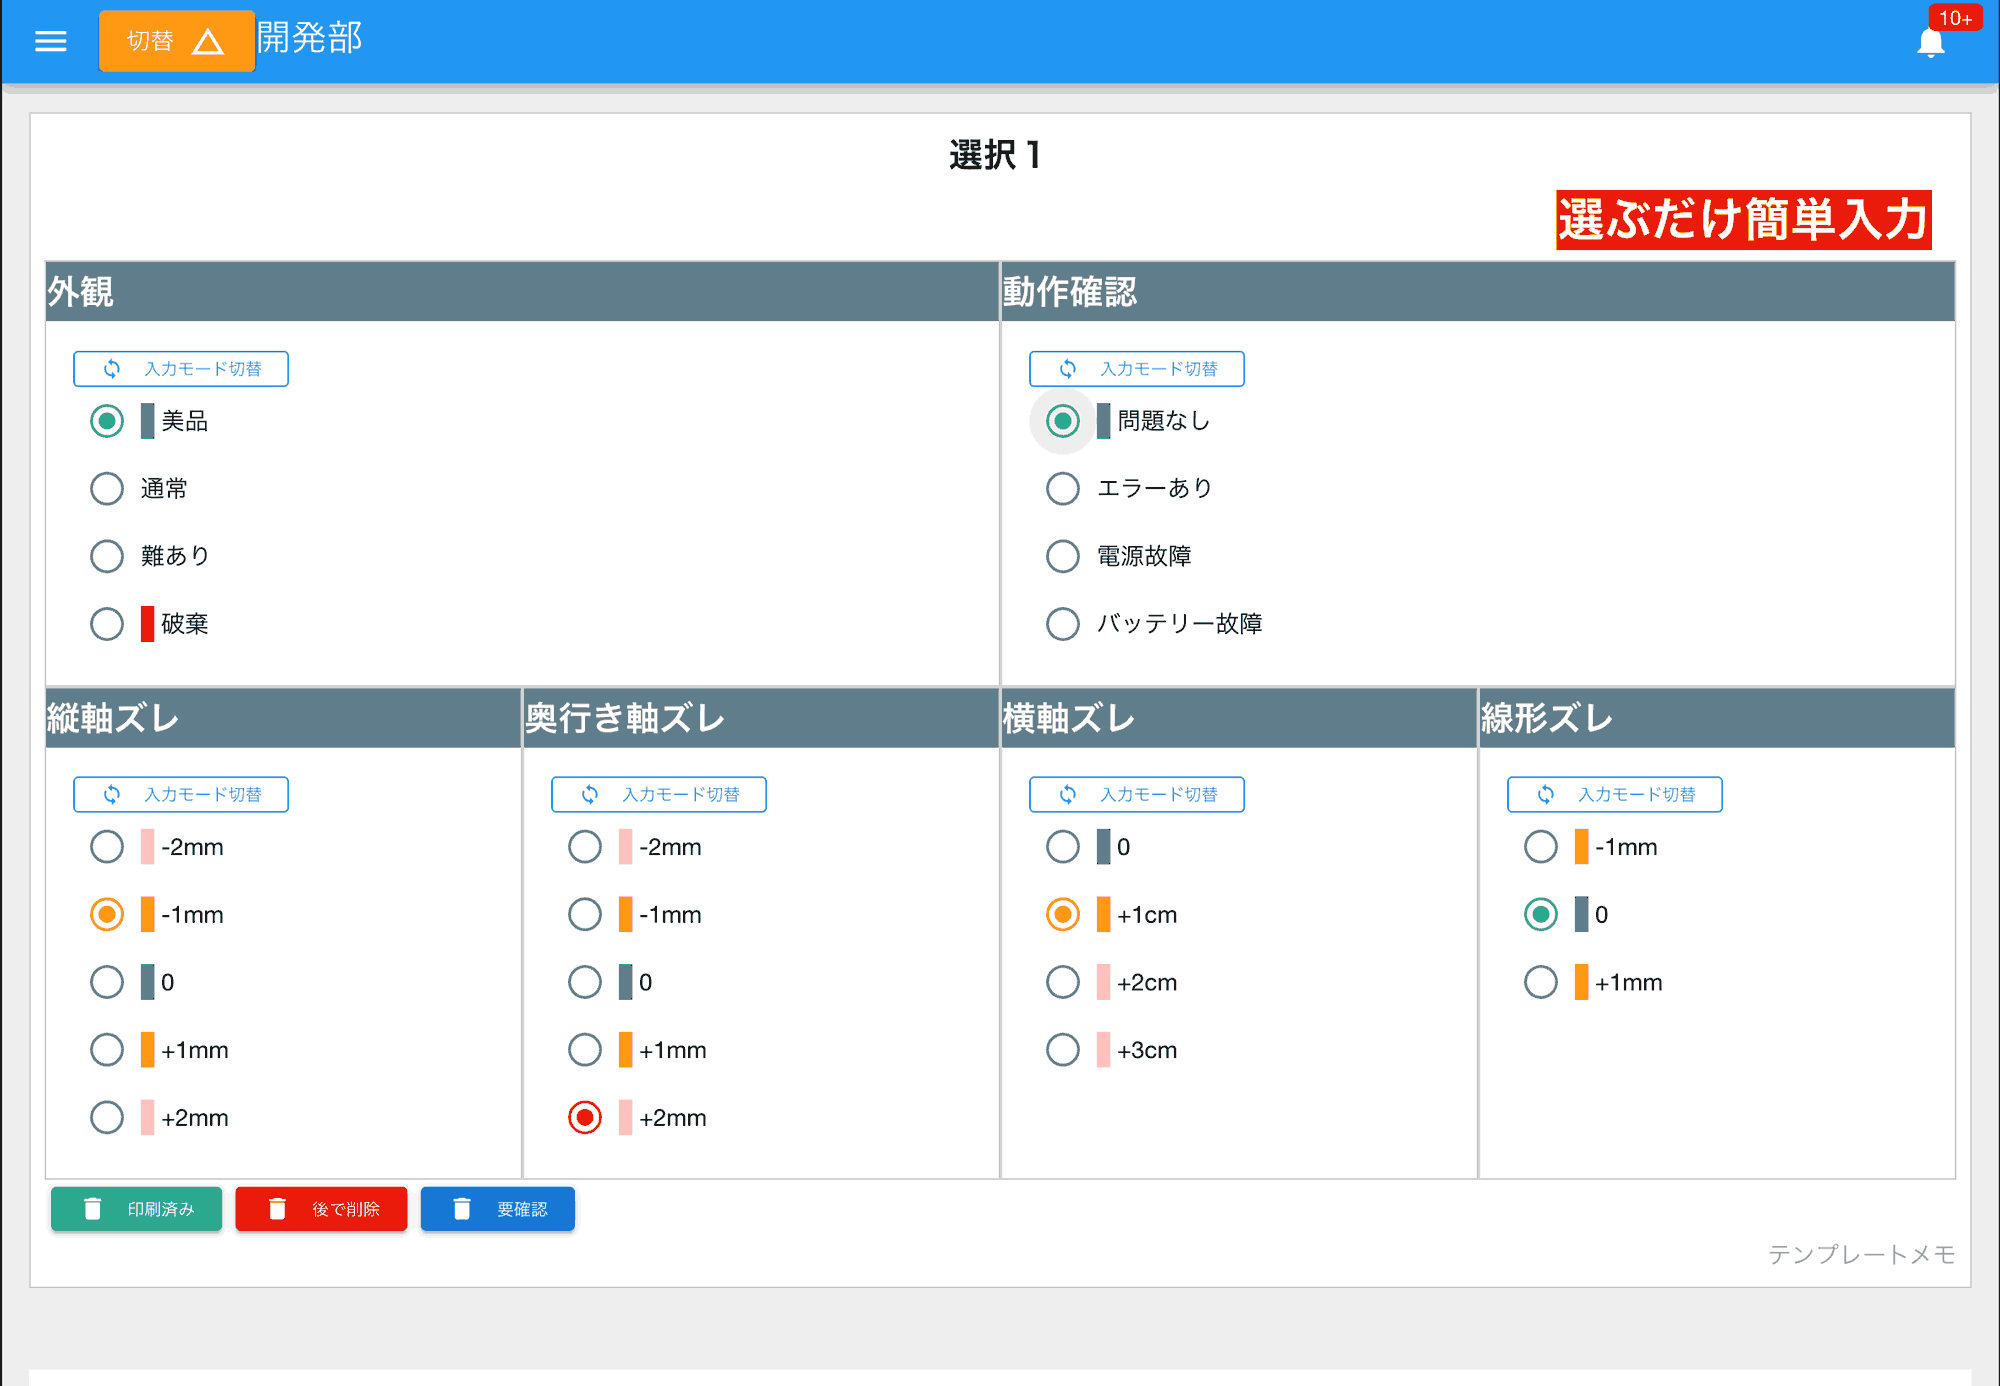 切替 開発部 10+
選択 1
選ぶだけ簡単入力
外観
入力モード切替
美品
通常
難あり
破棄
動作確認
入力モード切替
問題なし
エラーあり
電源故障
バッテリー故障
縦軸ズレ
入力モード切替
-2mm
-1mm
0
+1mm
+2mm
奥行き軸ズレ
入力モード切替
-2mm
-1mm
0
+1mm
+2mm
横軸ズレ
入力モード切替
0
+1cm
+2cm
+3cm
線形ズレ
入力モード切替
-1mm
0
+1mm
印刷済み 後で削除 要確認
テンプレートメモ